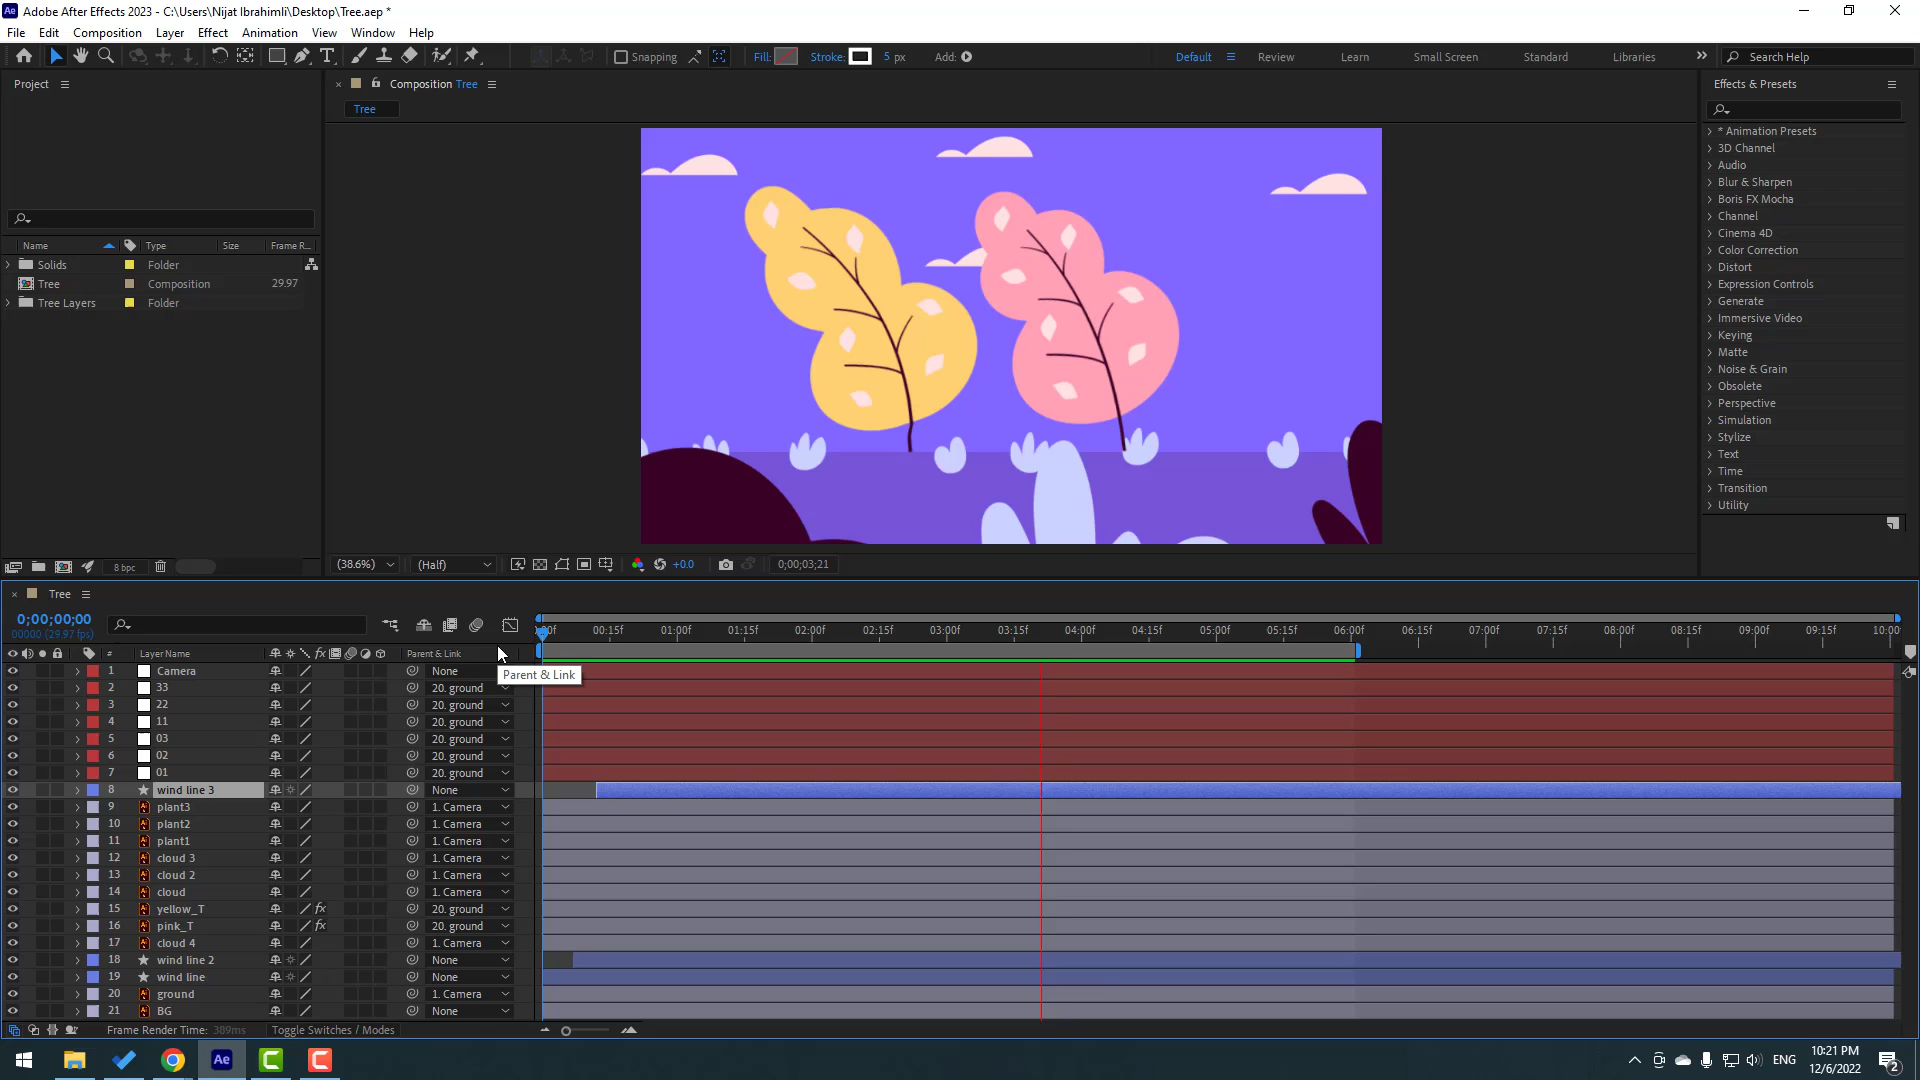 Adobe After Effects 2023 - C:\Users\Nijat Ibrahimli\Desktop\Tree.aep *
File Edit Composition Layer Effect Animation View Window Help
Snapping Fill: Stroke: 5 px Add: Default Review Learn Small Screen Standard Libraries Search Help
Project
Composition Tree
Effects & Presets
Tree
* Animation Presets
3D Channel
Audio
Blur & Sharpen
Boris FX Mocha
Channel
Cinema 4D
Color Correction
Distort
Expression Controls
Generate
Immersive Video
Keying
Matte
Noise & Grain
Obsolete
Perspective
Simulation
Stylize
Text
Time
Transition
Utility
Name Type Size Frame R...
Solids Folder
Tree Composition 29.97
Tree Layers Folder
8 bpc
(38.6%) (Half) +0.0 0;00;03;21
Tree
0;00;00;00
00000 (29.97 fps)
:00f 00:15f 01:00f 01:15f 02:00f 02:15f 03:00f 03:15f 04:00f 04:15f 05:00f 05:15f 06:00f 06:15f 07:00f 07:15f 08:00f 08:15f 09:00f 09:15f 10:00
# Layer Name fx Parent & Link
Parent & Link
1 Camera None
2 33 20. ground
3 22 20. ground
4 11 20. ground
5 03 20. ground
6 02 20. ground
7 01 20. ground
8 wind line 3 None
9 plant3 1. Camera
10 plant2 1. Camera
11 plant1 1. Camera
12 cloud 3 1. Camera
13 cloud 2 1. Camera
14 cloud 1. Camera
15 yellow_T fx 20. ground
16 pink_T fx 20. ground
17 cloud 4 1. Camera
18 wind line 2 None
19 wind line None
20 ground 1. Camera
21 BG None
Frame Render Time: 389ms Toggle Switches / Modes
Ae
ENG
10:21 PM
12/6/2022
2